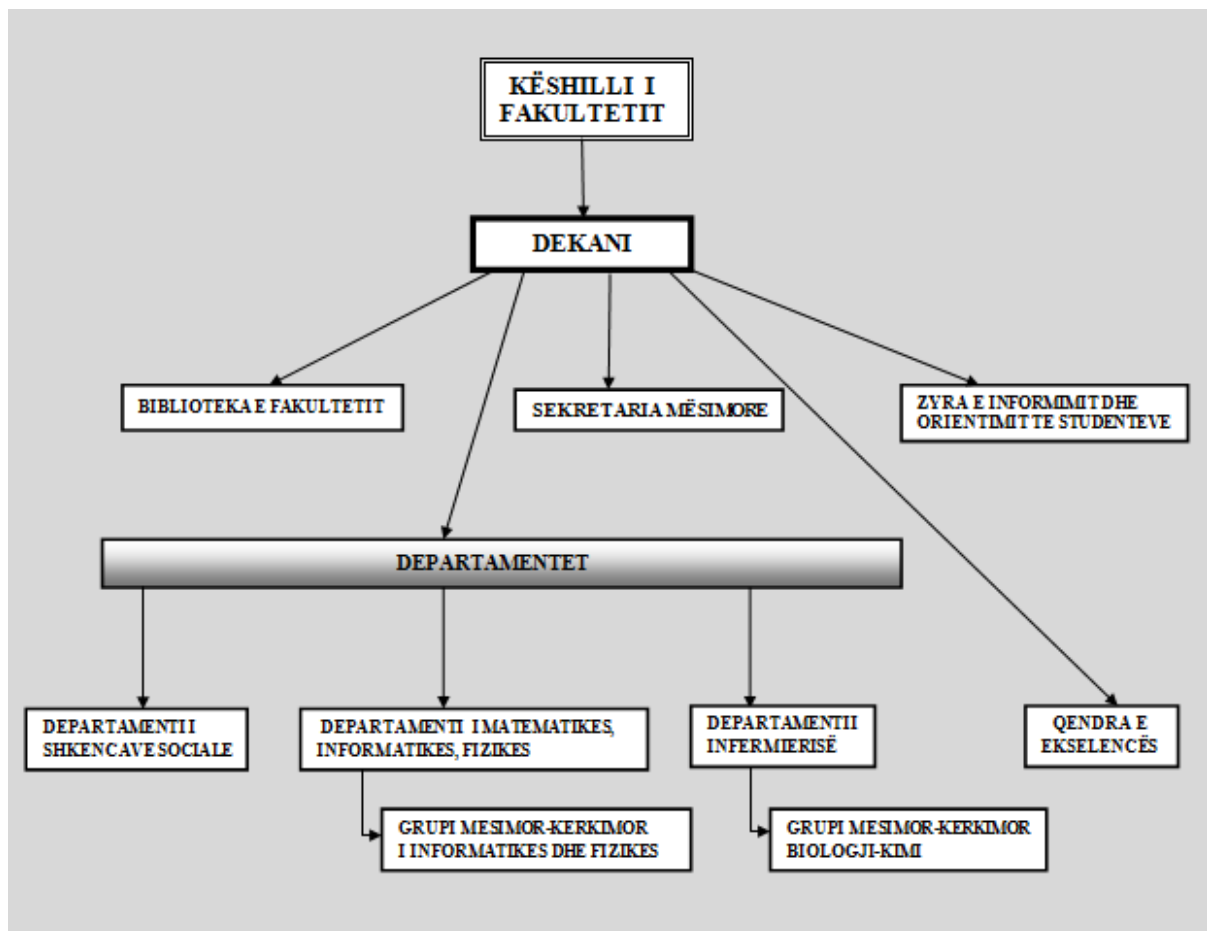 KËSHILLI I
FAKULTETIT
DEKANI
BIBLIOTEKA E FAKULTETIT
SEKRETARIA MËSIMORE
ZYRA E INFORMIMIT DHE
ORIENTIMIT TE STUDENTEVE
DEPARTAMENTET
DEPARTAMENTI I
SHKENCAVE SOCIALE
DEPARTAMENTI I MATEMATIKES,
INFORMATIKES, FIZIKES
DEPARTAMENTI I
INFERMIERISË
QENDRA E
EKSELENCËS
GRUPI MESIMOR-KERKIMOR
I INFORMATIKES DHE FIZIKES
GRUPI MESIMOR-KERKIMOR
BIOLOGJI-KIMI